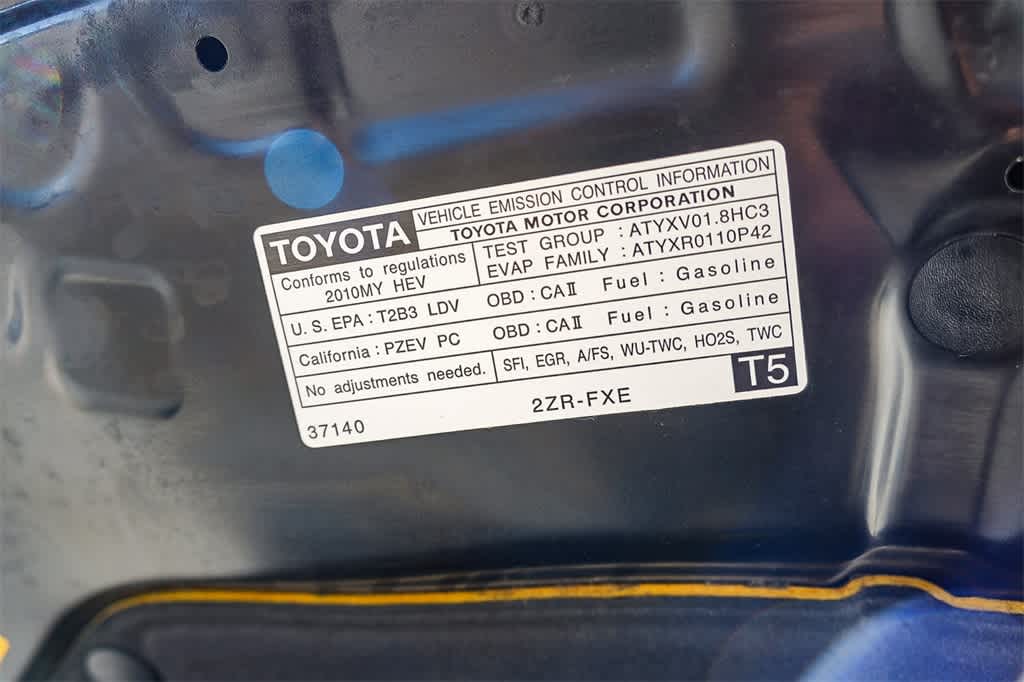 TOYOTA
VEHICLE EMISSION CONTROL INFORMATION
TOYOTA MOTOR CORPORATION
Conforms to regulations
2010MY HEV
TEST GROUP : ATYXV01.8HC3
EVAP FAMILY : ATYXR0110P42
U.S. EPA : T2B3 LDV OBD : CAⅡ Fuel : Gasoline
California : PZEV PC OBD : CAⅡ Fuel : Gasoline
No adjustments needed.
SFI, EGR, A/FS, WU-TWC, HO2S, TWC
37140
2ZR-FXE
T5